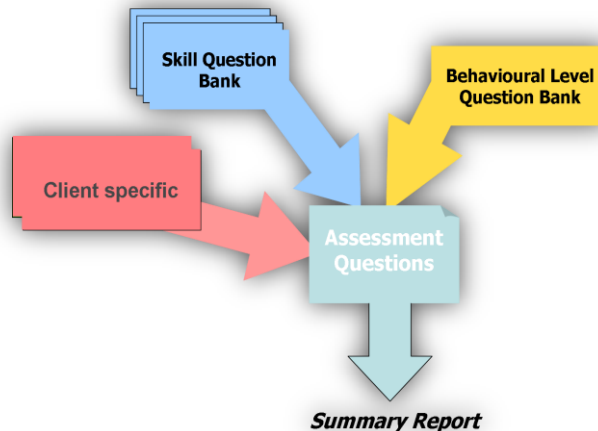 Skill Question
Bank
Behavioural Level
Question Bank
Client specific
Assessment
Questions
Summary Report